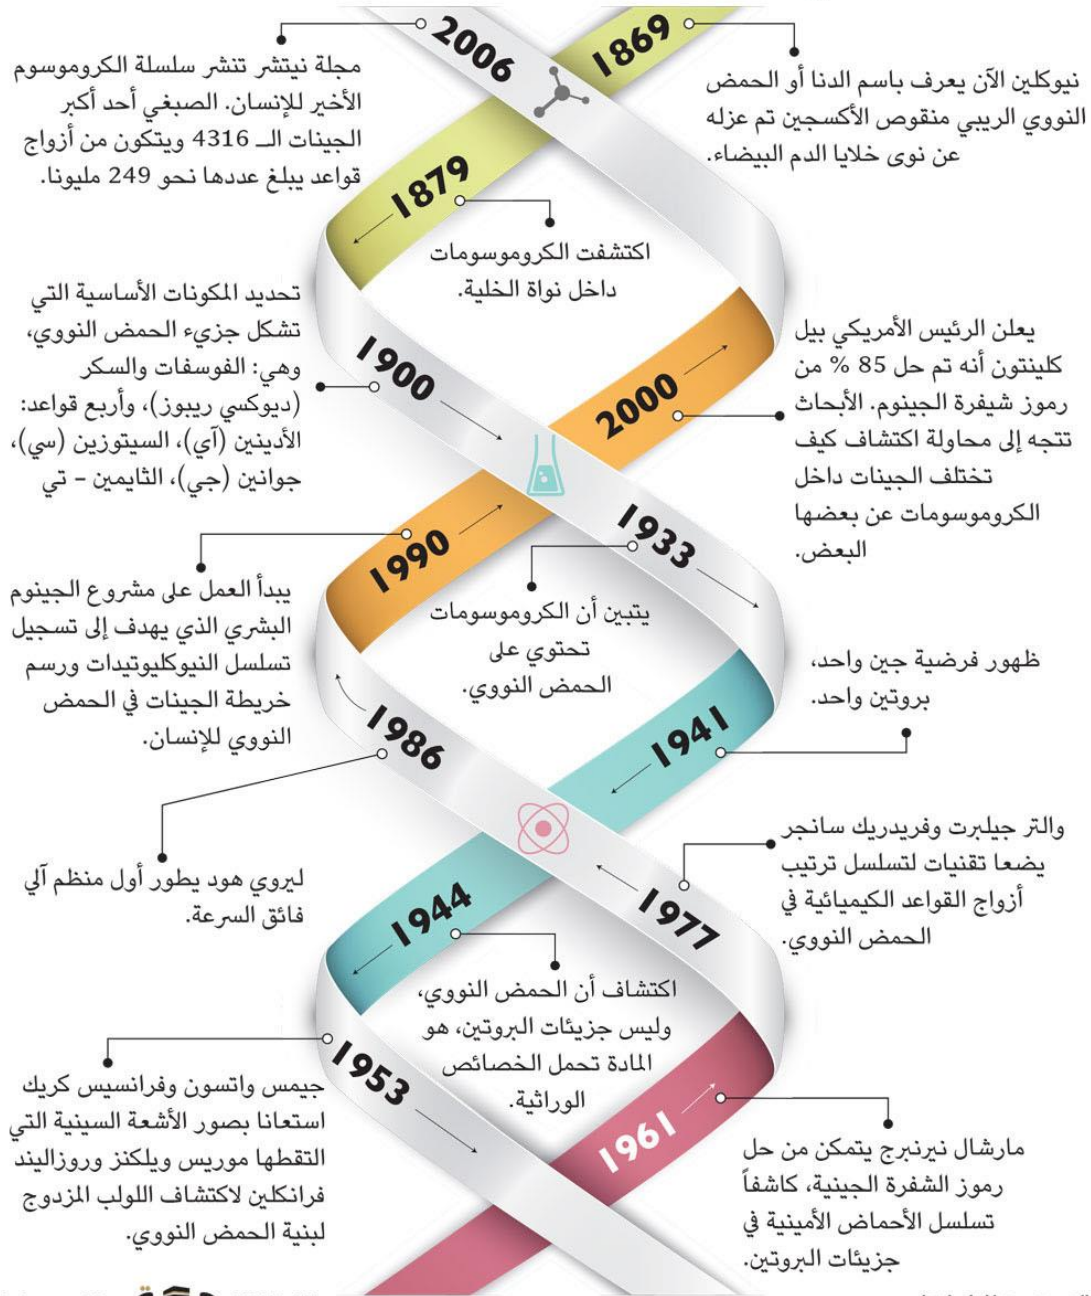 1869
نيوكلين الآن يعرف باسم الدنا أو الحمض
النووي الريبي منقوص الأكسجين تم عزله
عن نوى خلايا الدم البيضاء.
2006
مجلة نيتشر تنشر سلسلة الكروموسوم
الأخير للإنسان. الصبغي أحد أكبر
الجينات الــ 4316 ويتكون من أزواج
قواعد يبلغ عددها نحو 249 مليونا.
1879
اكتشفت الكروموسومات
داخل نواة الخلية.
1900
تحديد المكونات الأساسية التي
تشكل جزيء الحمض النووي،
وهي: الفوسفات والسكر
(ديوكسي ريبوز)، وأربع قواعد:
الأدينين (آي)، السيتوزين (سي)،
جوانين (جي)، الثايمين – تي
2000
يعلن الرئيس الأمريكي بيل
كلينتون أنه تم حل 85 % من
رموز شيفرة الجينوم. الأبحاث
تتجه إلى محاولة اكتشاف كيف
تختلف الجينات داخل
الكروموسومات عن بعضها
البعض.
1933
يتبين أن الكروموسومات
تحتوي على
الحمض النووي.
1990
يبدأ العمل على مشروع الجينوم
البشري الذي يهدف إلى تسجيل
تسلسل النيوكليوتيدات ورسم
خريطة الجينات في الحمض
النووي للإنسان.
1941
ظهور فرضية جين واحد،
بروتين واحد.
1986
ليروي هود يطور أول منظم آلي
فائق السرعة.
1977
والتر جيلبرت وفريدريك سانجر
يضعا تقنيات لتسلسل ترتيب
أزواج القواعد الكيميائية في
الحمض النووي.
1944
اكتشاف أن الحمض النووي،
وليس جزيئات البروتين، هو
المادة تحمل الخصائص
الوراثية.
1953
جيمس واتسون وفرانسيس كريك
استعانا بصور الأشعة السينية التي
التقطها موريس ويلكنز وروزاليند
فرانكلين لاكتشاف اللولب المزدوج
لبنية الحمض النووي.
1961
مارشال نيرنبرج يتمكن من حل
رموز الشفرة الجينية، كاشفاً
تسلسل الأحماض الأمينية في
جزيئات البروتين.